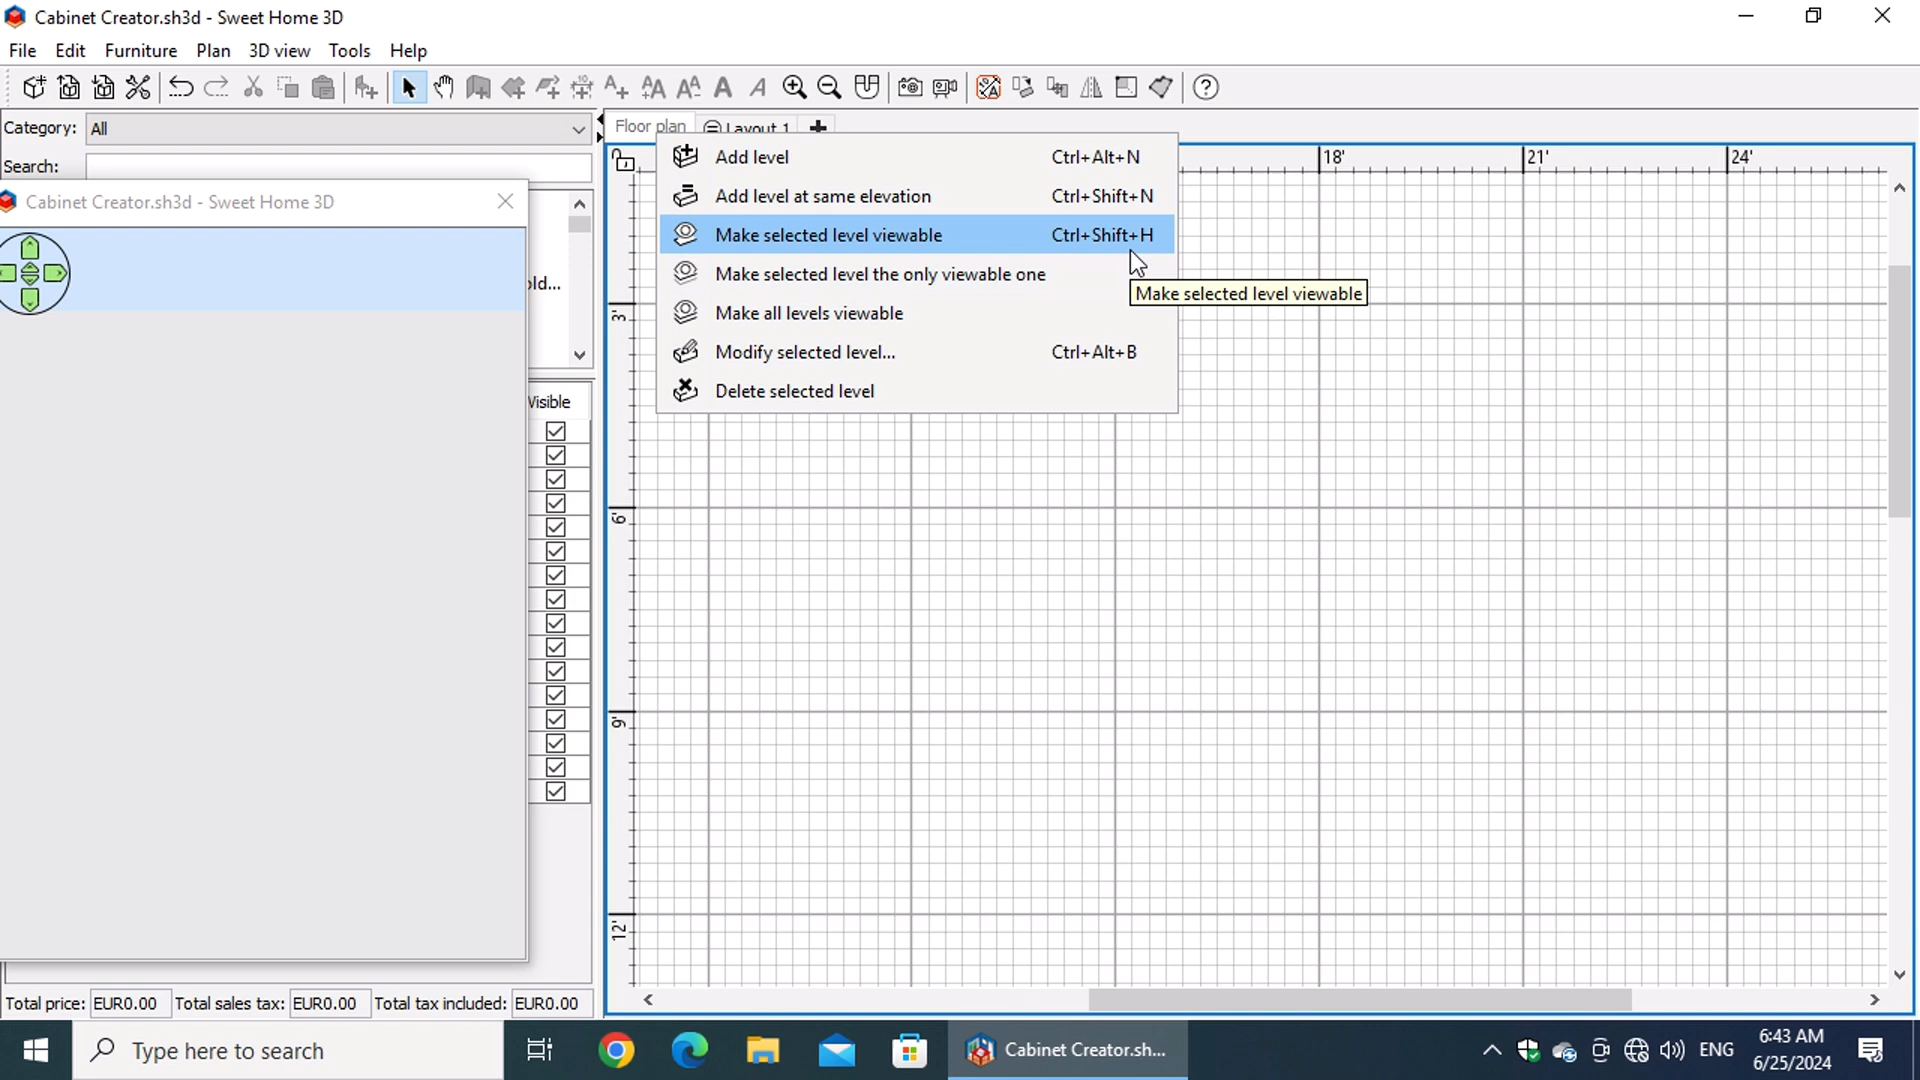 Cabinet Creator.sh3d - Sweet Home 3D
File Edit Furniture Plan 3D view Tools Help
Category: All
Search:
Floor plan Layout 1
Cabinet Creator.sh3d - Sweet Home 3D
Visible
Add level Ctrl+Alt+N
Add level at same elevation Ctrl+Shift+N
Make selected level viewable Ctrl+Shift+H
Make selected level the only viewable one
Make all levels viewable
Modify selected level... Ctrl+Alt+B
Delete selected level
Make selected level viewable
18' 21' 24'
3'
6'
9'
12'
Total price: EUR0.00 Total sales tax: EUR0.00 Total tax included: EUR0.00
Type here to search
Cabinet Creator.sh...
ENG
6:43 AM
6/25/2024